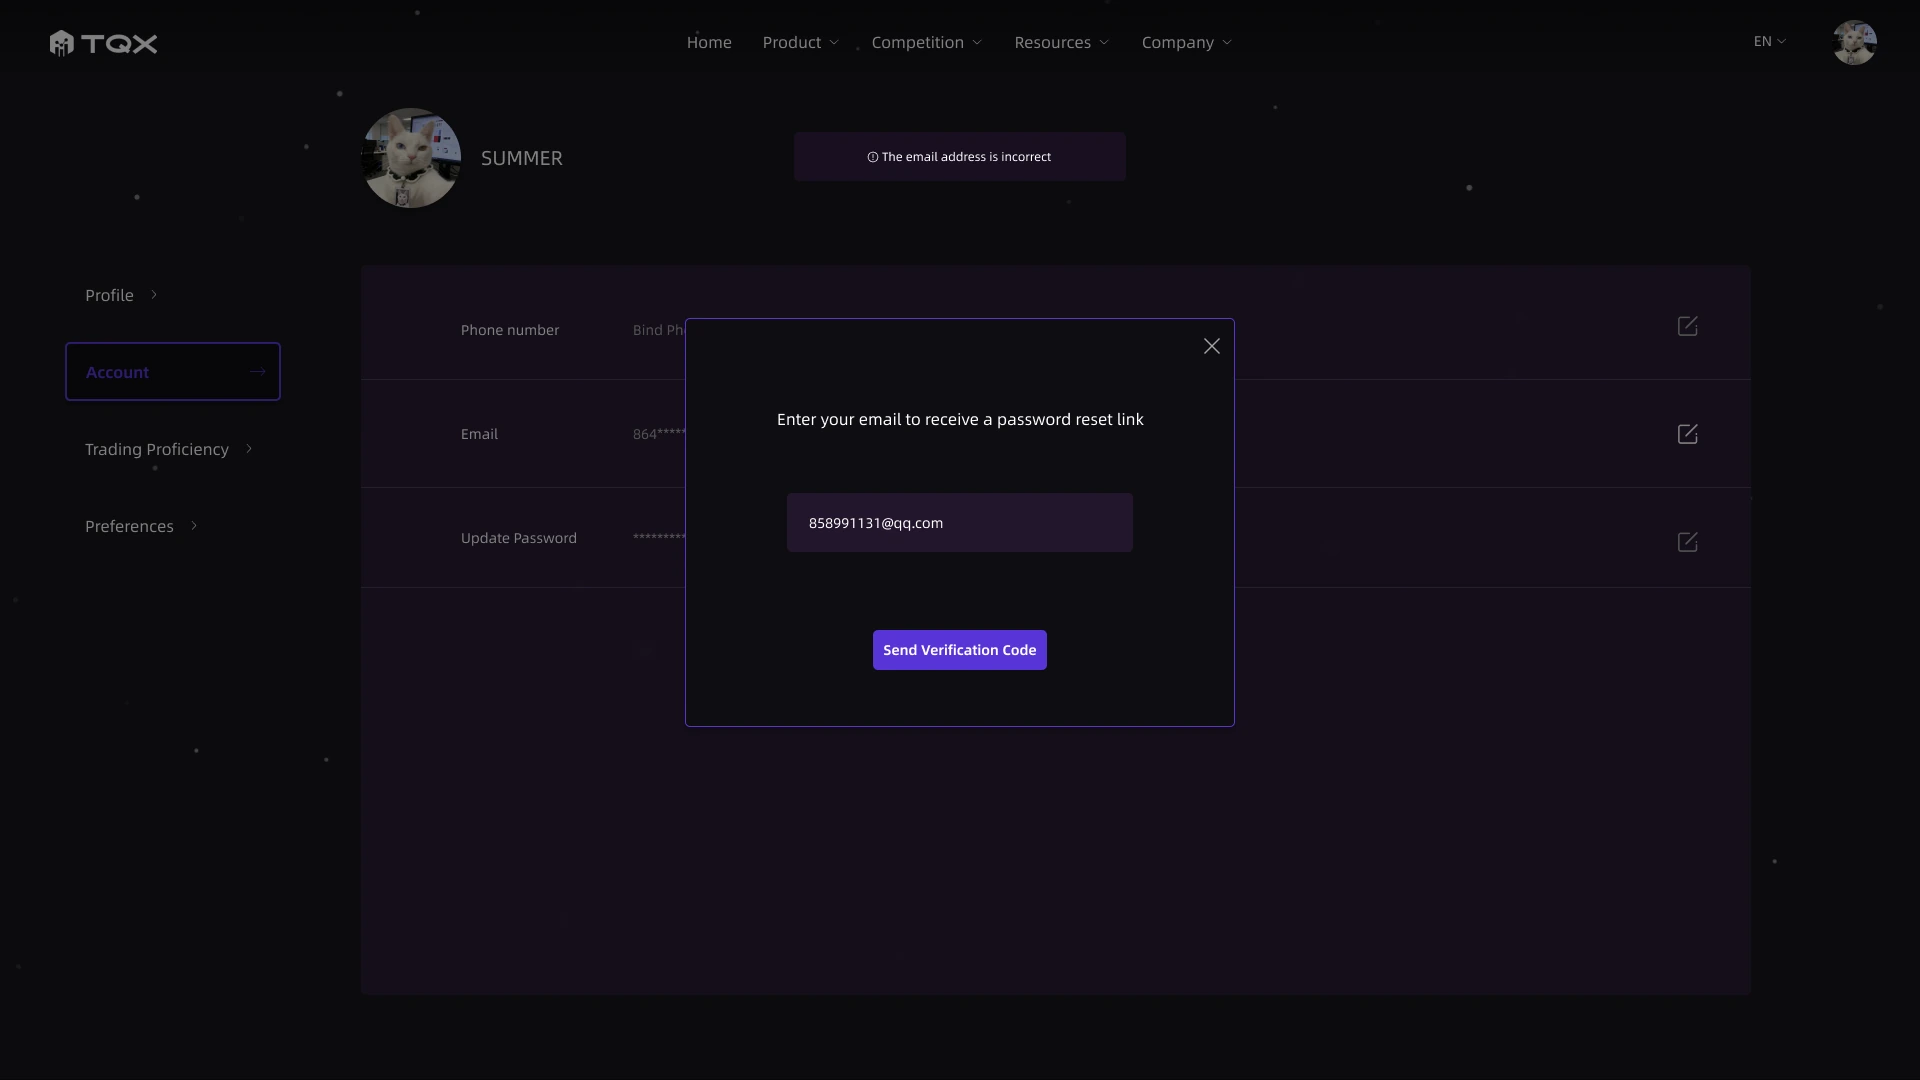 TQX
Home Product Competition Resources Company EN
SUMMER
The email address is incorrect
Profile
Account
Trading Proficiency
Preferences
Phone number Bind Ph
Email 864*****
Update Password *********
Enter your email to receive a password reset link
858991131@qq.com
Send Verification Code